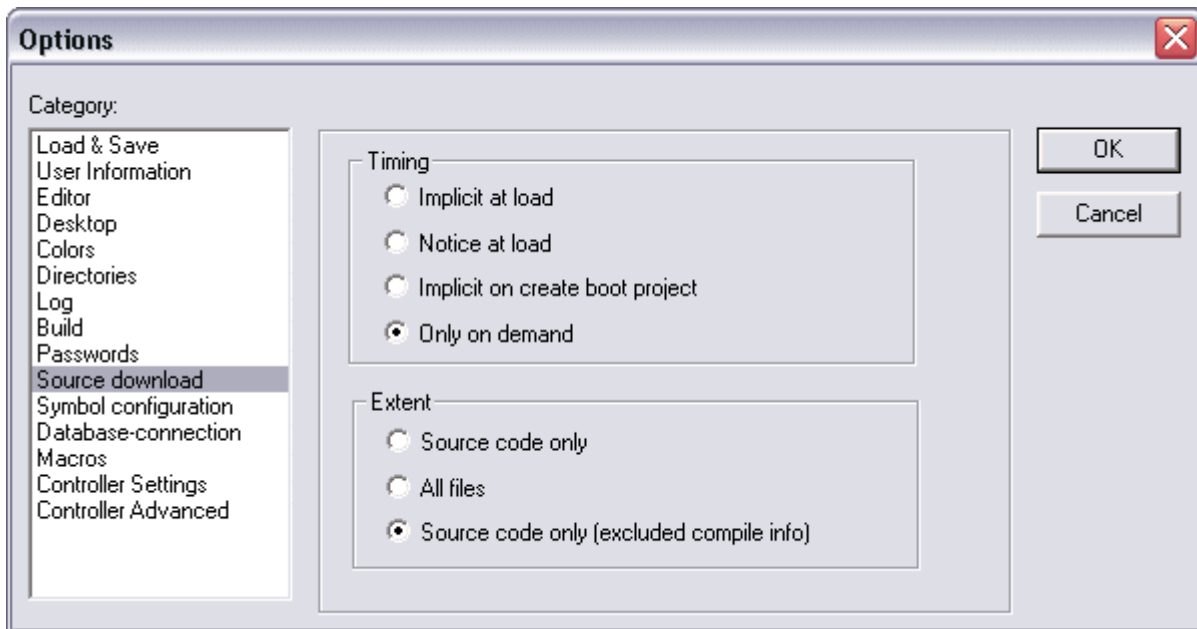 Options
Category:
Load & Save
User Information
Editor
Desktop
Colors
Directories
Log
Build
Passwords
Source download
Symbol configuration
Database-connection
Macros
Controller Settings
Controller Advanced
Timing
Implicit at load
Notice at load
Implicit on create boot project
Only on demand
Extent
Source code only
All files
Source code only (excluded compile info)
OK
Cancel